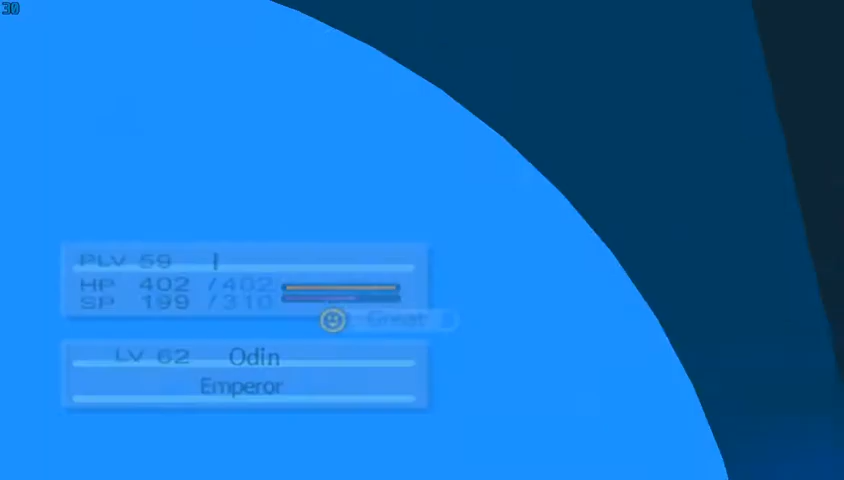 30
PLV 59 I
HP 402 / 402
SP 199 / 310
Great
LV 62 Odin
Emperor